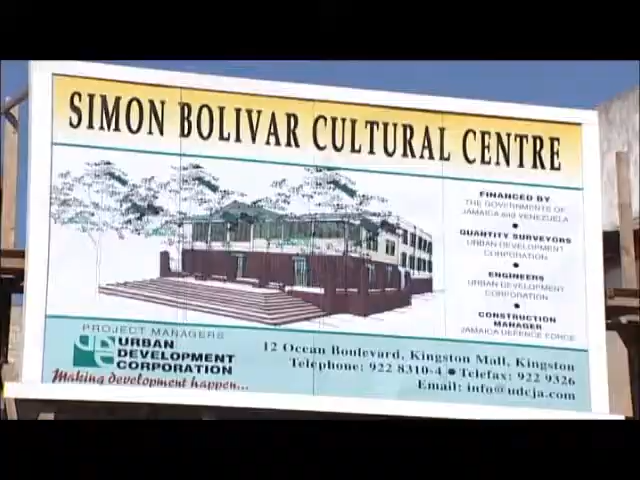 SIMON BOLIVAR CULTURAL CENTRE
FINANCED BY
THE GOVERNMENTS OF
JAMAICA and VENEZUELA
QUANTITY SURVEYORS
URBAN DEVELOPMENT
CORPORATION
ENGINEERS
URBAN DEVELOPMENT
CORPORATION
CONSTRUCTION
MANAGER
JAMAICA DEFENCE FORCE
PROJECT MANAGERS
URBAN
DEVELOPMENT
CORPORATION
Making development happen...
12 Ocean Boulevard, Kingston Mall, Kingston
Telephone: 922 8310-4 ● Telefax: 922 9326
Email: info@udcja.com